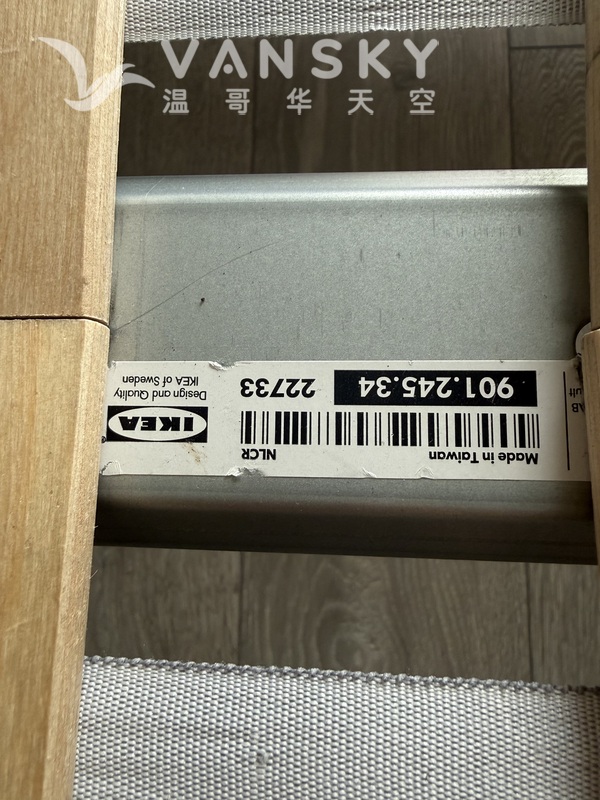 VANSKY
温哥华天空
Made in Taiwan NLCR
IKEA
901.245.34 22733
Design and Quality
IKEA of Sweden